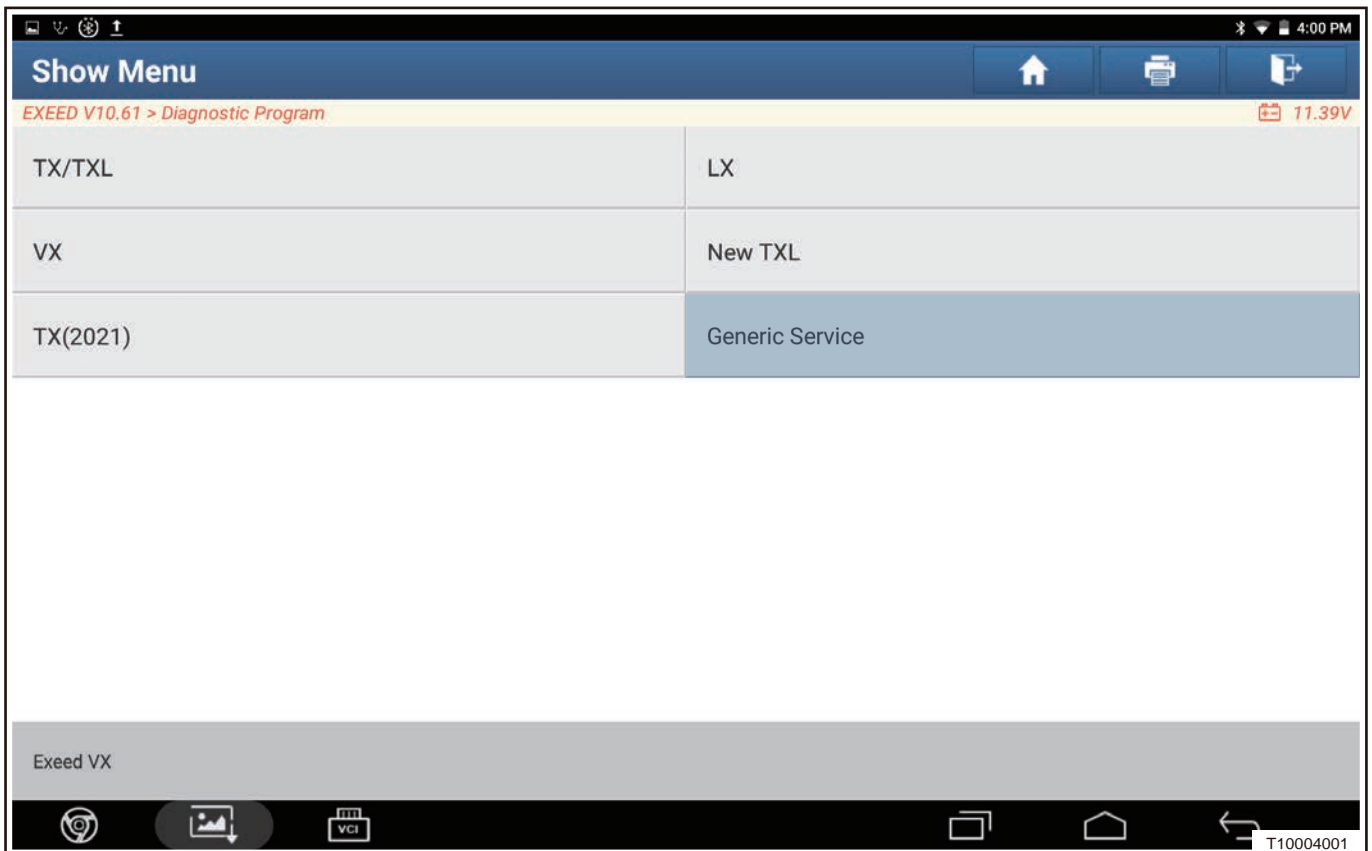 4:00 PM
Show Menu
EXEED V10.61 > Diagnostic Program
11.39V
TX/TXL
LX
VX
New TXL
TX(2021)
Generic Service
Exeed VX
VCI
T10004001